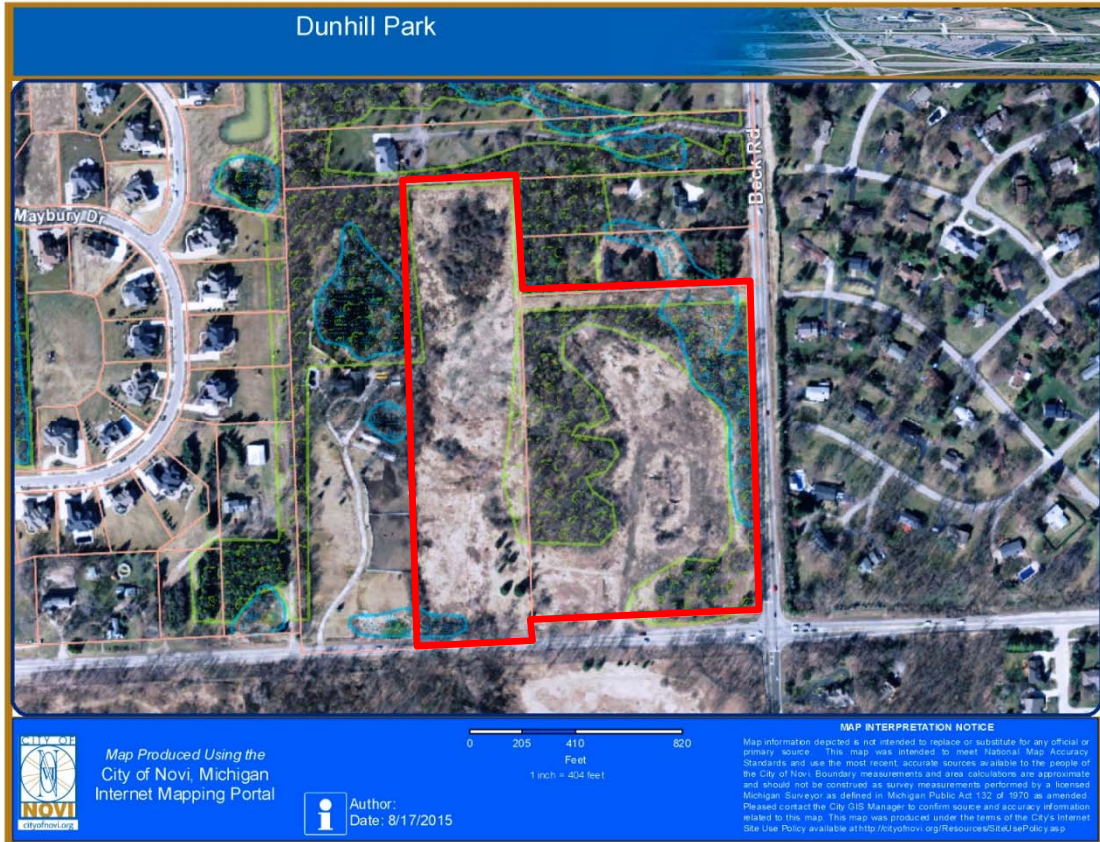 Dunhill Park
Maybury Dr
Beck Rd
CITY OF
NOVI
cityofnovi.org
Map Produced Using the
City of Novi, Michigan
Internet Mapping Portal
Author:
Date: 8/17/2015
0 205 410 820
Feet
1 inch = 404 feet
MAP INTERPRETATION NOTICE
Map information depicted is not intended to replace or substitute for any official or
primary source. This map was intended to meet National Map Accuracy
Standards and use the most recent, accurate sources available to the people of
the City of Novi. Boundary measurements and area calculations are approximate
and should not be construed as survey measurements performed by a licensed
Michigan Surveyor as defined in Michigan Public Act 132 of 1970 as amended.
Pleased contact the City GIS Manager to confirm source and accuracy information
related to this map. This map was produced under the terms of the City's Internet
Site Use Policy available at http://cityofnovi.org/Resources/SiteUsePolicy.asp